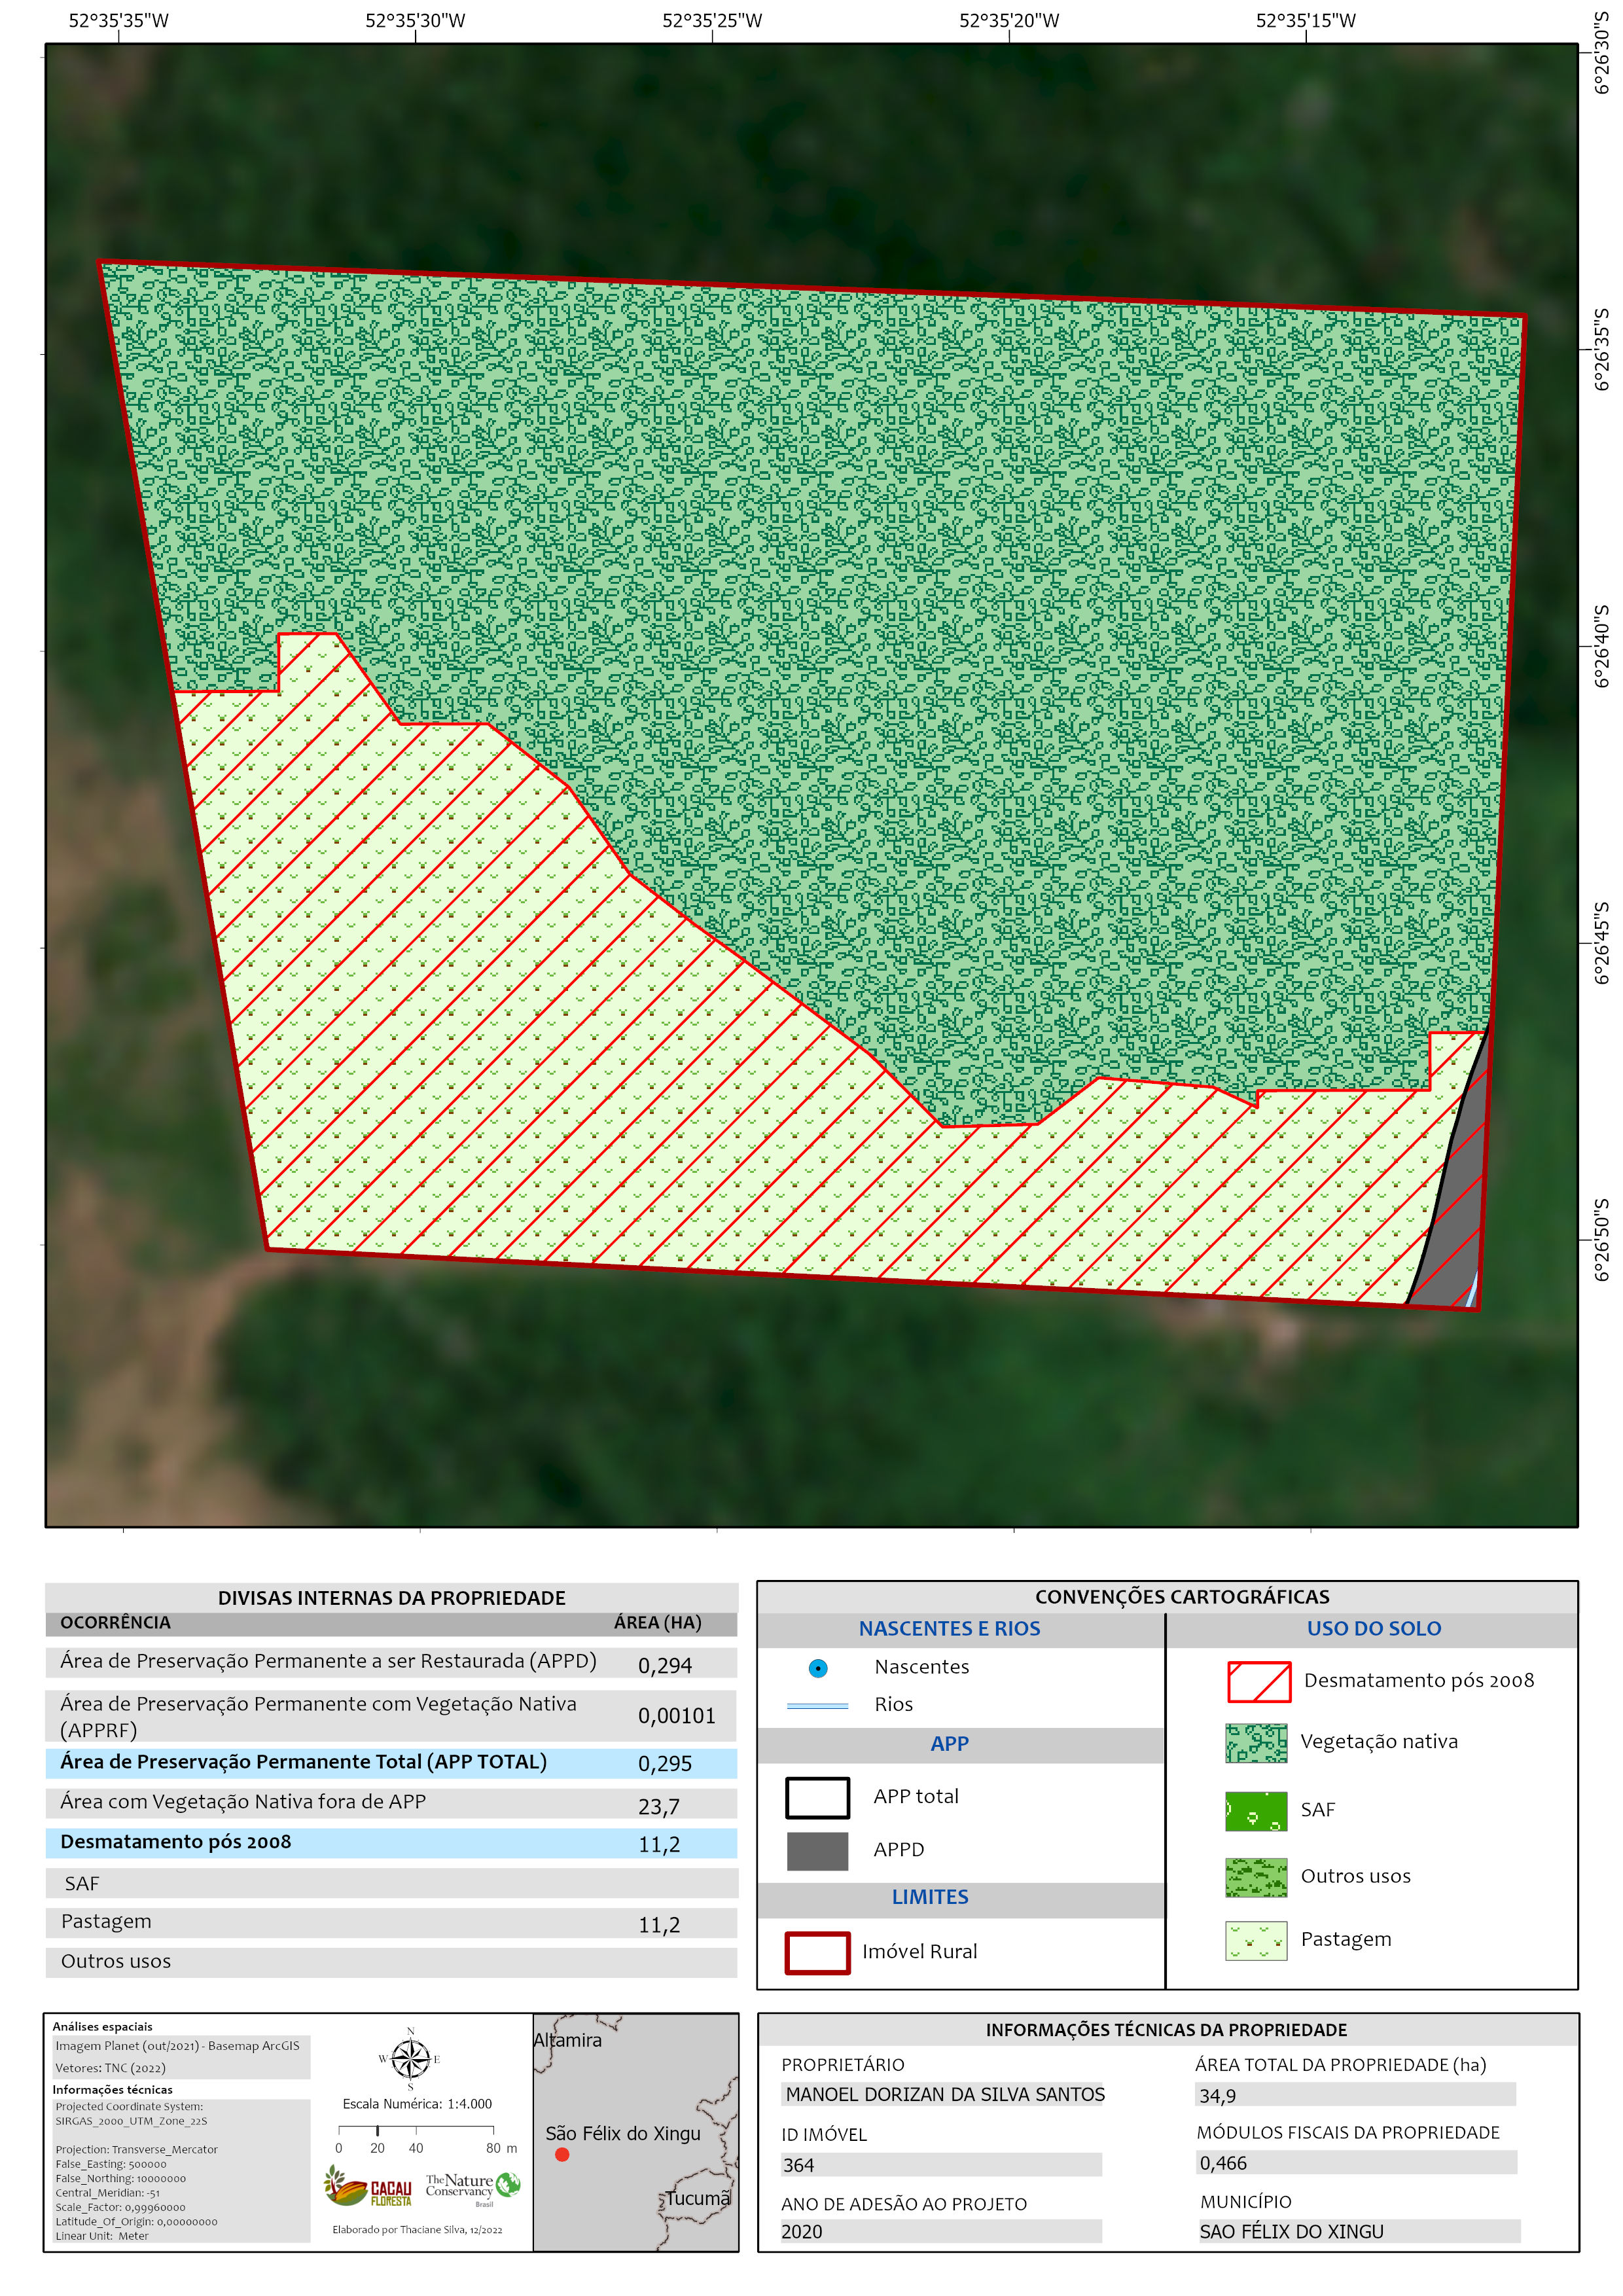 52°35'35"W 52°35'30"W 52°35'25"W 52°35'20"W 52°35'15"W
6°26'30"S
6°26'35"S
6°26'40"S
6°26'45"S
6°26'50"S
DIVISAS INTERNAS DA PROPRIEDADE
OCORRÊNCIA ÁREA (HA)
Área de Preservação Permanente a ser Restaurada (APPD) 0,294
Área de Preservação Permanente com Vegetação Nativa
(APPRF) 0,00101
Área de Preservação Permanente Total (APP TOTAL) 0,295
Área com Vegetação Nativa fora de APP 23,7
Desmatamento pós 2008 11,2
SAF
Pastagem 11,2
Outros usos
CONVENÇÕES CARTOGRÁFICAS
NASCENTES E RIOS
Nascentes
Rios
APP
APP total
APPD
LIMITES
Imóvel Rural
USO DO SOLO
Desmatamento pós 2008
Vegetação nativa
SAF
Outros usos
Pastagem
Análises espaciais
Imagem Planet (out/2021) - Basemap ArcGIS
Vetores: TNC (2022)
Informações técnicas
Projected Coordinate System:
SIRGAS_2000_UTM_Zone_22S
Projection: Transverse_Mercator
False_Easting: 500000
False_Northing: 10000000
Central_Meridian: -51
Scale_Factor: 0,99960000
Latitude_Of_Origin: 0,00000000
Linear Unit: Meter
N
W E
S
Escala Numérica: 1:4.000
0 20 40 80 m
CACAU
FLORESTA
The Nature
Conservancy
Brasil
Elaborado por Thaciane Silva, 12/2022
Altamira
São Félix do Xingu
Tucumã
INFORMAÇÕES TÉCNICAS DA PROPRIEDADE
PROPRIETÁRIO
MANOEL DORIZAN DA SILVA SANTOS
ID IMÓVEL
364
ANO DE ADESÃO AO PROJETO
2020
ÁREA TOTAL DA PROPRIEDADE (ha)
34,9
MÓDULOS FISCAIS DA PROPRIEDADE
0,466
MUNICÍPIO
SAO FÉLIX DO XINGU